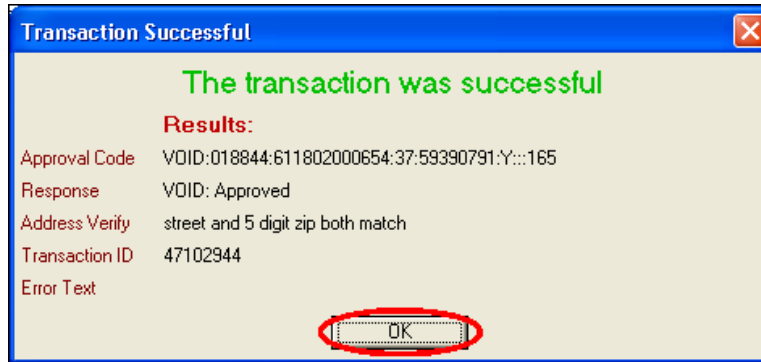 Transaction Successful
The transaction was successful
Results:
Approval Code VOID:018844:611802000654:37:59390791:Y:::165
Response VOID: Approved
Address Verify street and 5 digit zip both match
Transaction ID 47102944
Error Text
OK